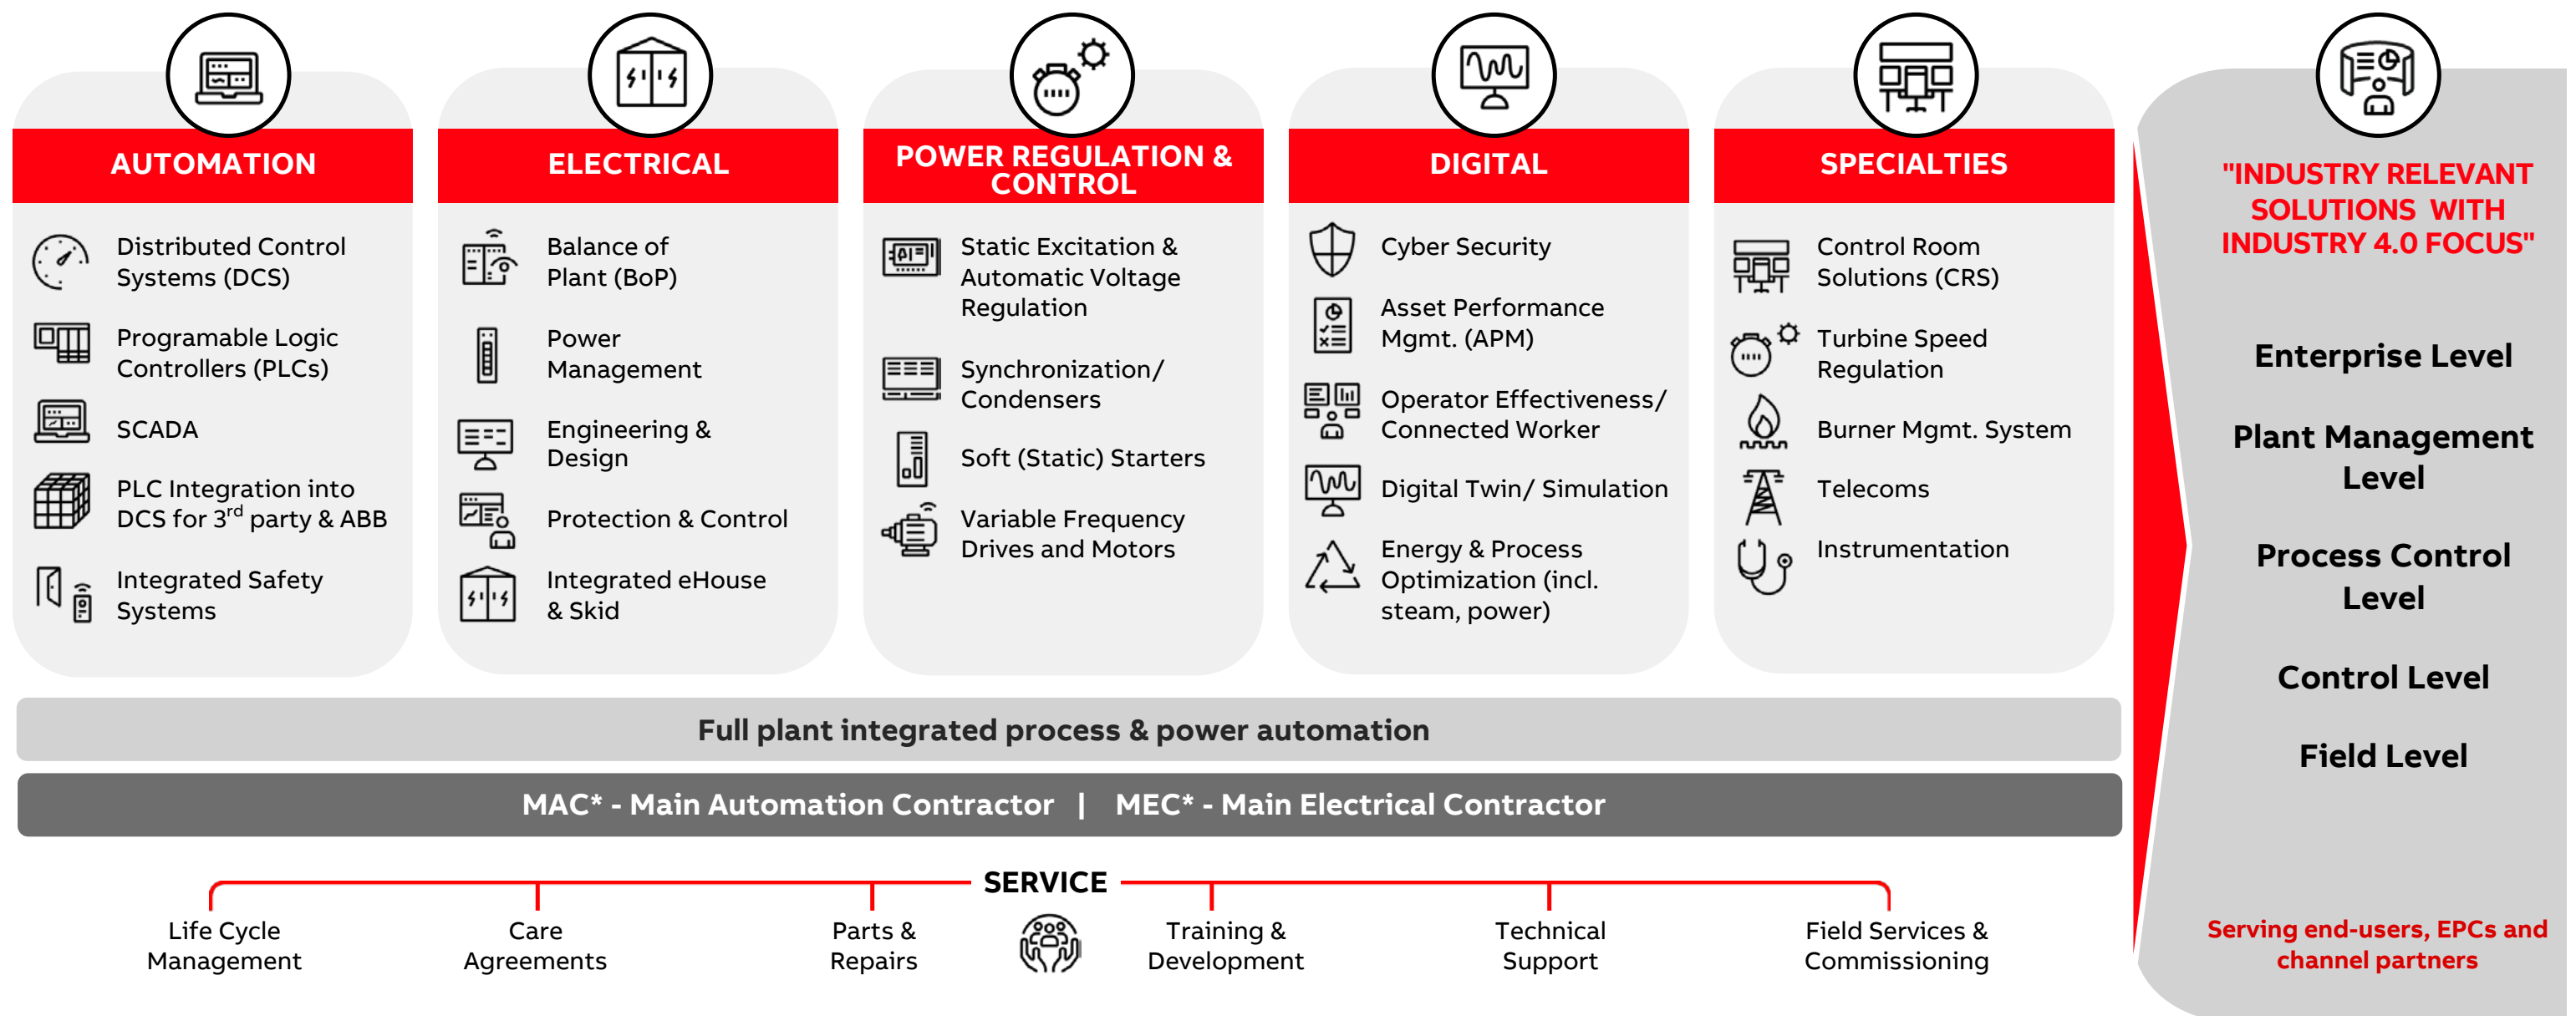 AUTOMATION
Distributed Control
Systems (DCS)
Programable Logic
Controllers (PLCs)
SCADA
PLC Integration into
DCS for 3rd party & ABB
Integrated Safety
Systems
ELECTRICAL
Balance of
Plant (BoP)
Power
Management
Engineering &
Design
Protection & Control
Integrated eHouse
& Skid
POWER REGULATION &
CONTROL
Static Excitation &
Automatic Voltage
Regulation
Synchronization/
Condensers
Soft (Static) Starters
Variable Frequency
Drives and Motors
DIGITAL
Cyber Security
Asset Performance
Mgmt. (APM)
Operator Effectiveness/
Connected Worker
Digital Twin/ Simulation
Energy & Process
Optimization (incl.
steam, power)
SPECIALTIES
Control Room
Solutions (CRS)
Turbine Speed
Regulation
Burner Mgmt. System
Telecoms
Instrumentation
"INDUSTRY RELEVANT
SOLUTIONS WITH
INDUSTRY 4.0 FOCUS"
Enterprise Level
Plant Management
Level
Process Control
Level
Control Level
Field Level
Serving end-users, EPCs and
channel partners
Full plant integrated process & power automation
MAC* - Main Automation Contractor | MEC* - Main Electrical Contractor
SERVICE
Life Cycle
Management
Care
Agreements
Parts &
Repairs
Training &
Development
Technical
Support
Field Services &
Commissioning